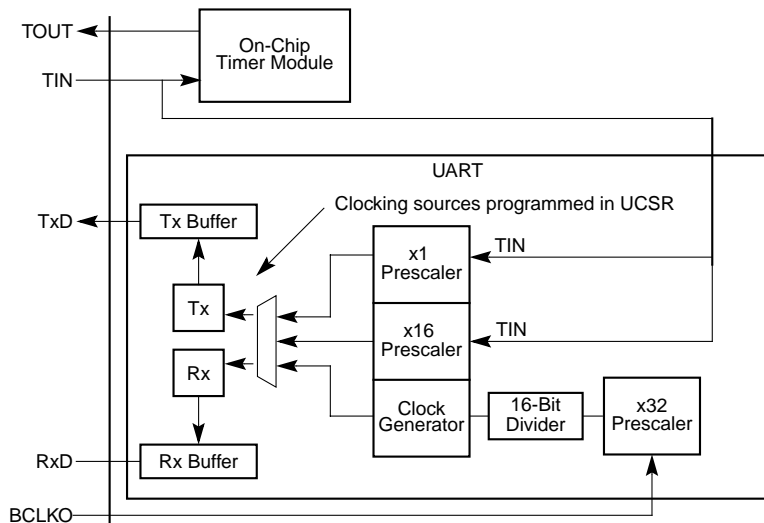 TOUT
On-Chip
Timer Module
TIN
UART
Clocking sources programmed in UCSR
TxD
Tx Buffer
x1
Prescaler
TIN
Tx
x16
Prescaler
TIN
Rx
Clock
Generator
16-Bit
Divider
x32
Prescaler
RxD
Rx Buffer
BCLKO